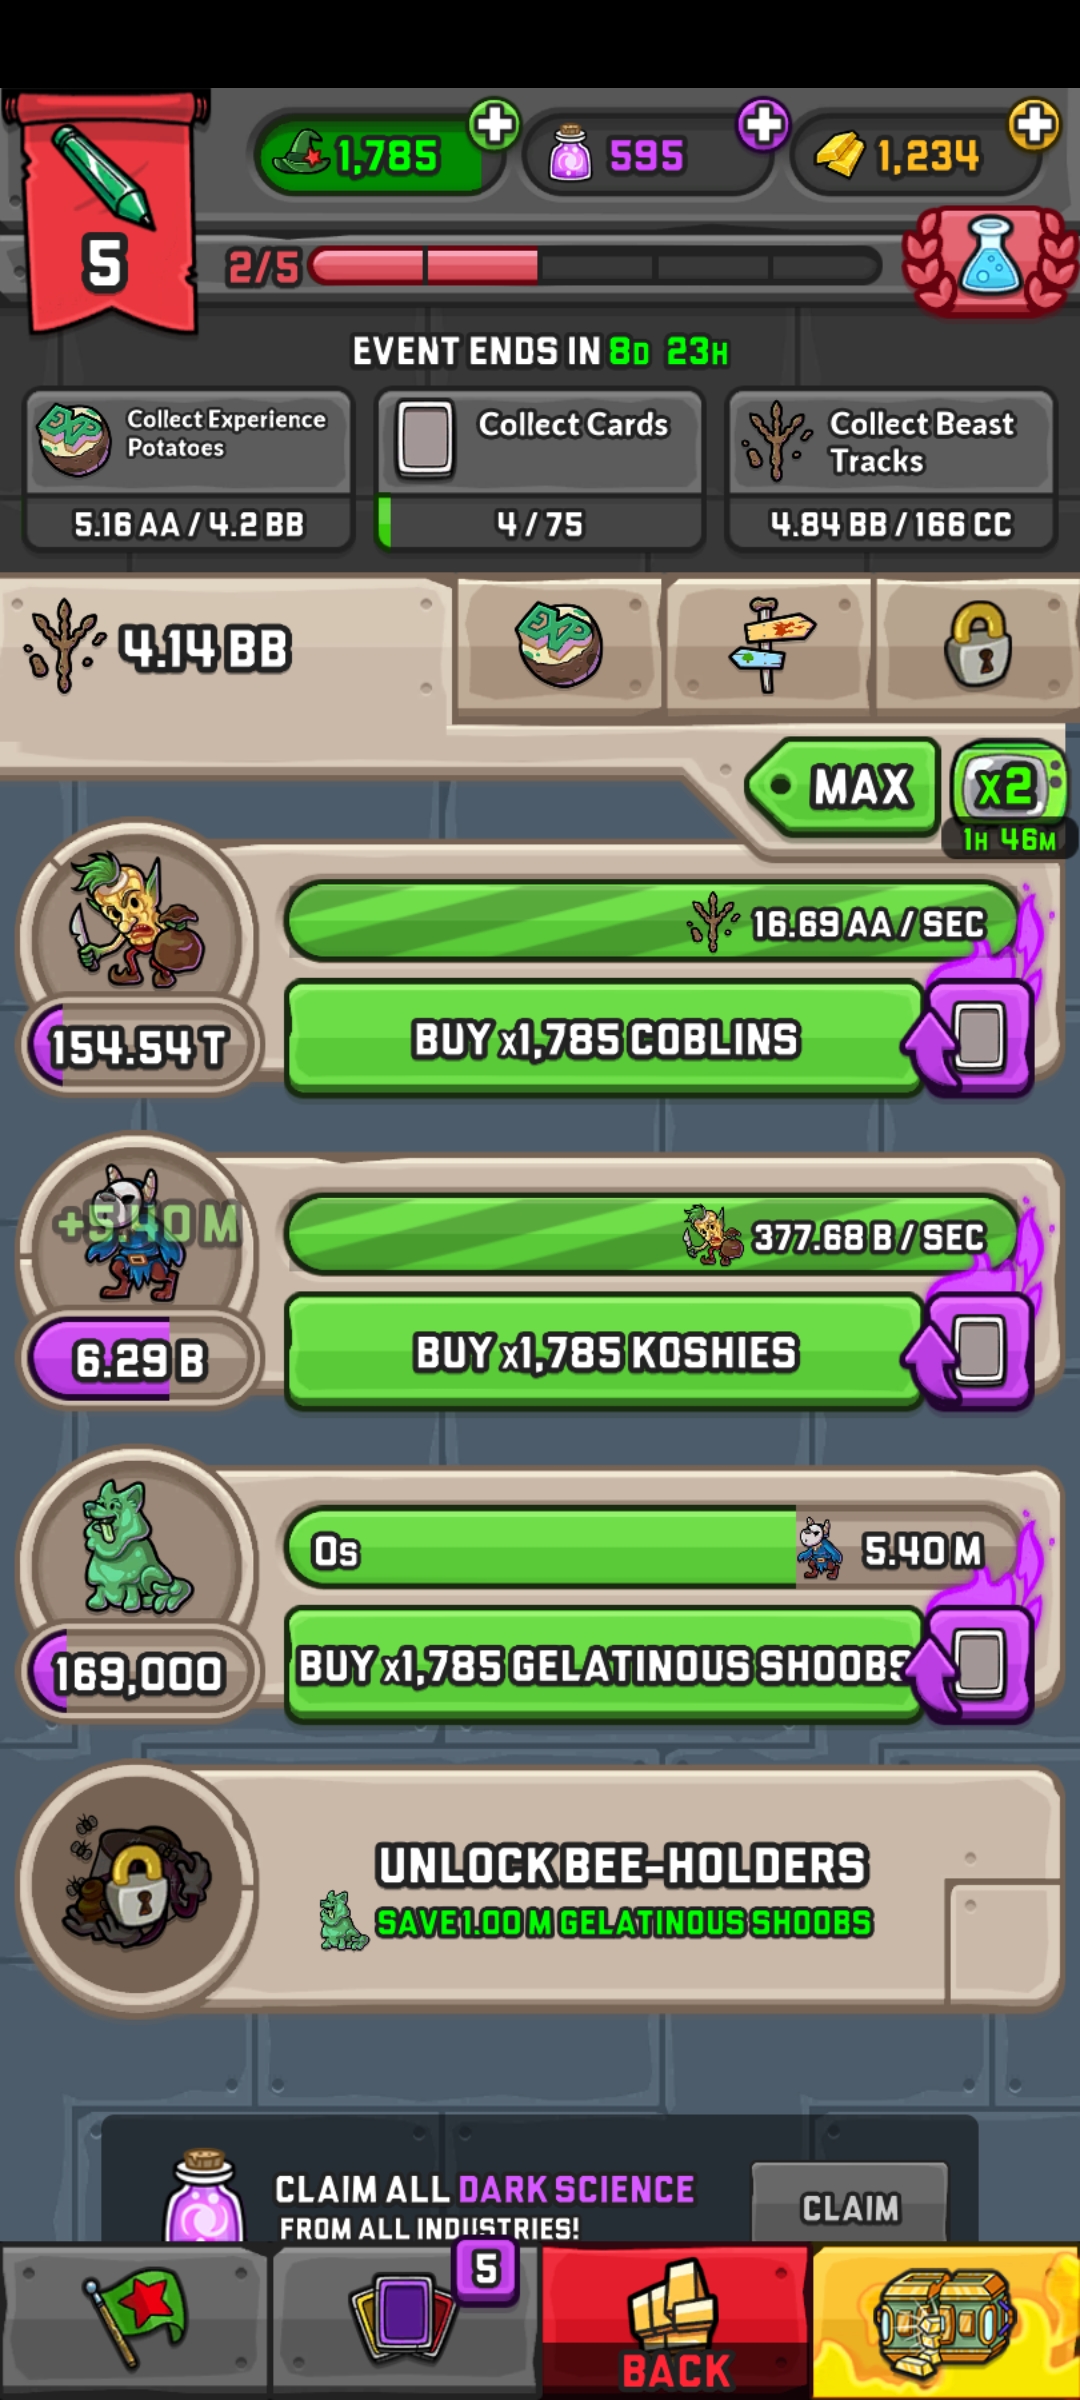 5
1,785
595
1,234
2/5
EVENT ENDS IN 8D 23H
EXP
Collect Experience
Potatoes
5.16 AA / 4.2 BB
Collect Cards
4 / 75
Collect Beast
Tracks
4.84 BB / 166 CC
4.14 BB
EXP
MAX
x2
1H 46M
16.69 AA / SEC
154.54 T
BUY x1,785 COBLINS
+5.40 M
377.68 B / SEC
6.29 B
BUY x1,785 KOSHIES
0s
5.40 M
169,000
BUY x1,785 GELATINOUS SHOOBS
UNLOCK BEE-HOLDERS
SAVE 1.00 M GELATINOUS SHOOBS
CLAIM ALL DARK SCIENCE
FROM ALL INDUSTRIES!
CLAIM
5
BACK